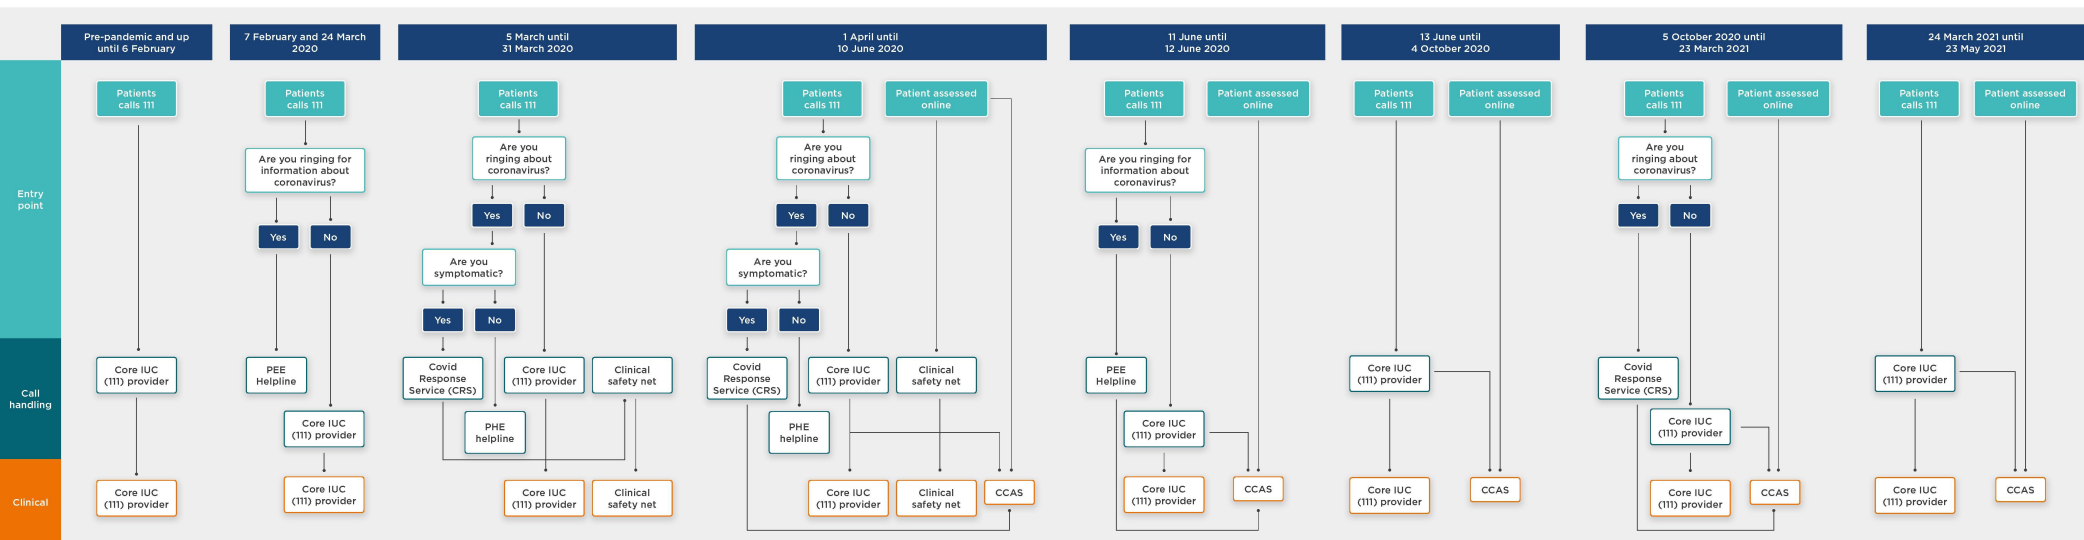 Pre-pandemic and up
until 6 February
7 February and 24 March
2020
5 March until
31 March 2020
1 April until
10 June 2020
11 June until
12 June 2020
13 June until
4 October 2020
5 October 2020 until
23 March 2021
24 March 2021 until
23 May 2021
Entry
point
Call
handling
Clinical
Patients
calls 111
Core IUC
(111) provider
Core IUC
(111) provider
Patients
calls 111
Are you ringing for
information about
coronavirus?
Yes
No
PEE
Helpline
Core IUC
(111) provider
Core IUC
(111) provider
Patients
calls 111
Are you
ringing about
coronavirus?
Yes
No
Are you
symptomatic?
Yes
No
Covid
Response
Service (CRS)
Core IUC
(111) provider
Clinical
safety net
PHE
helpline
Core IUC
(111) provider
Clinical
safety net
Patients
calls 111
Patient assessed
online
Are you
ringing about
coronavirus?
Yes
No
Are you
symptomatic?
Yes
No
Covid
Response
Service (CRS)
Core IUC
(111) provider
Clinical
safety net
PHE
helpline
Core IUC
(111) provider
Clinical
safety net
CCAS
Patients
calls 111
Patient assessed
online
Are you ringing for
information about
coronavirus?
Yes
No
PEE
Helpline
Core IUC
(111) provider
Core IUC
(111) provider
CCAS
Patients
calls 111
Patient assessed
online
Core IUC
(111) provider
Core IUC
(111) provider
CCAS
Patients
calls 111
Patient assessed
online
Are you
ringing about
coronavirus?
Yes
No
Covid
Response
Service (CRS)
Core IUC
(111) provider
Core IUC
(111) provider
CCAS
Patients
calls 111
Patient assessed
online
Core IUC
(111) provider
Core IUC
(111) provider
CCAS